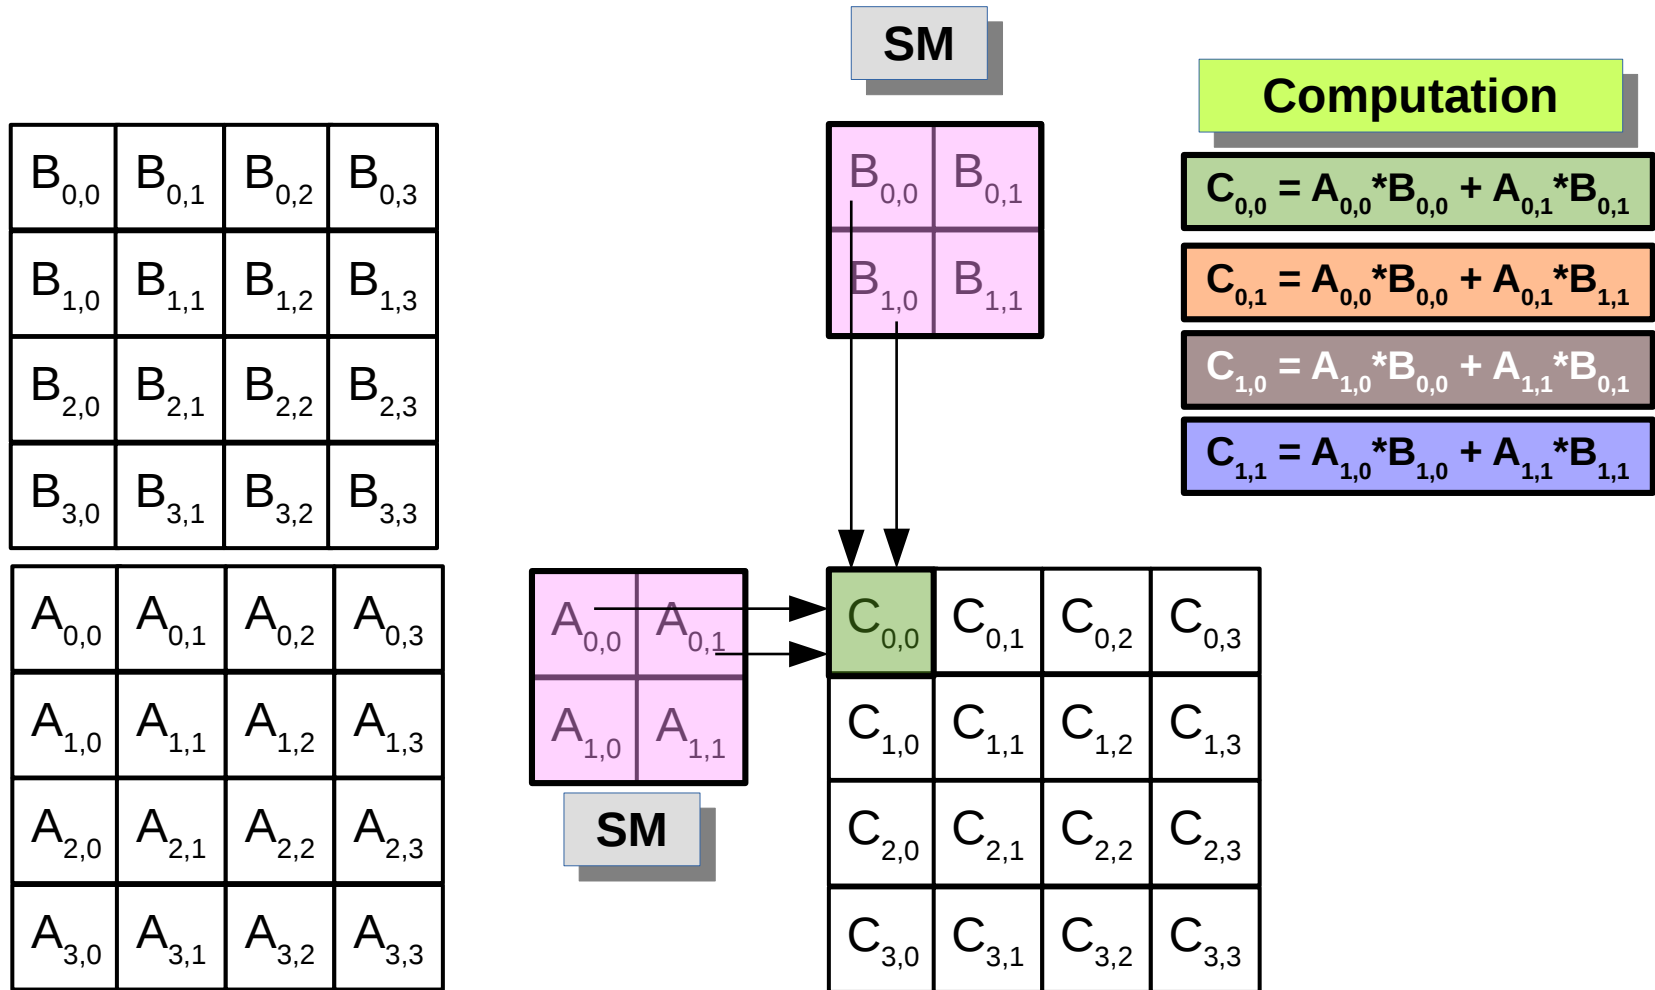 SM
Computation
B0,0 B0,1 B0,2 B0,3
B1,0 B1,1 B1,2 B1,3
B2,0 B2,1 B2,2 B2,3
B3,0 B3,1 B3,2 B3,3
B0,0 B0,1
B1,0 B1,1
C0,0 = A0,0*B0,0 + A0,1*B0,1
C0,1 = A0,0*B0,0 + A0,1*B1,1
C1,0 = A1,0*B0,0 + A1,1*B0,1
C1,1 = A1,0*B1,0 + A1,1*B1,1
A0,0 A0,1 A0,2 A0,3
A1,0 A1,1 A1,2 A1,3
A2,0 A2,1 A2,2 A2,3
A3,0 A3,1 A3,2 A3,3
A0,0 A0,1
A1,0 A1,1
SM
C0,0 C0,1 C0,2 C0,3
C1,0 C1,1 C1,2 C1,3
C2,0 C2,1 C2,2 C2,3
C3,0 C3,1 C3,2 C3,3